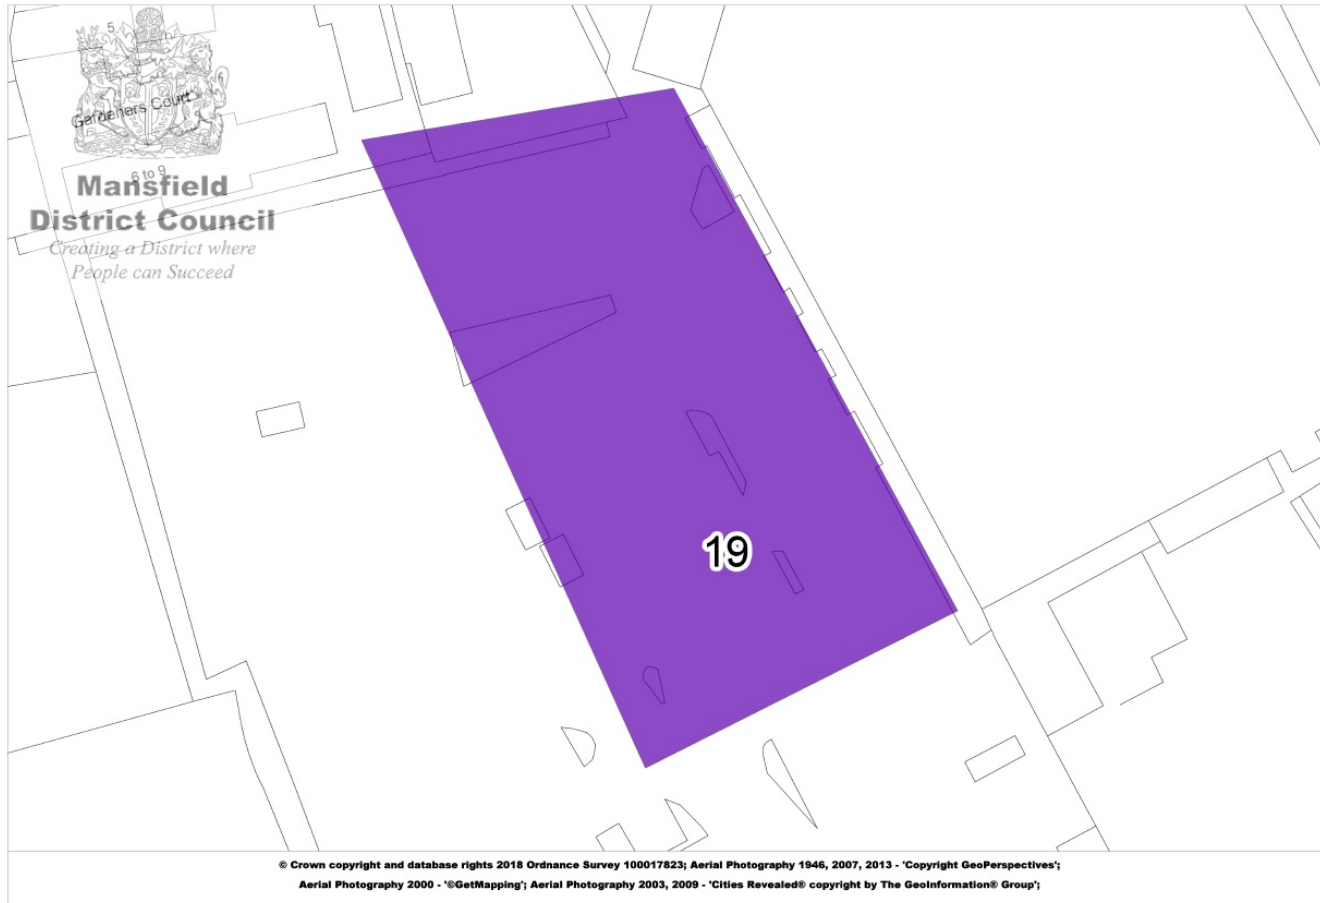 5
Gardeners Court
6 to 9
Mansfield
District Council
Creating a District where
People can Succeed
19
© Crown copyright and database rights 2018 Ordnance Survey 100017823; Aerial Photography 1946, 2007, 2013 - 'Copyright GeoPerspectives';
Aerial Photography 2000 - '©GetMapping'; Aerial Photography 2003, 2009 - 'Cities Revealed® copyright by The GeoInformation® Group';